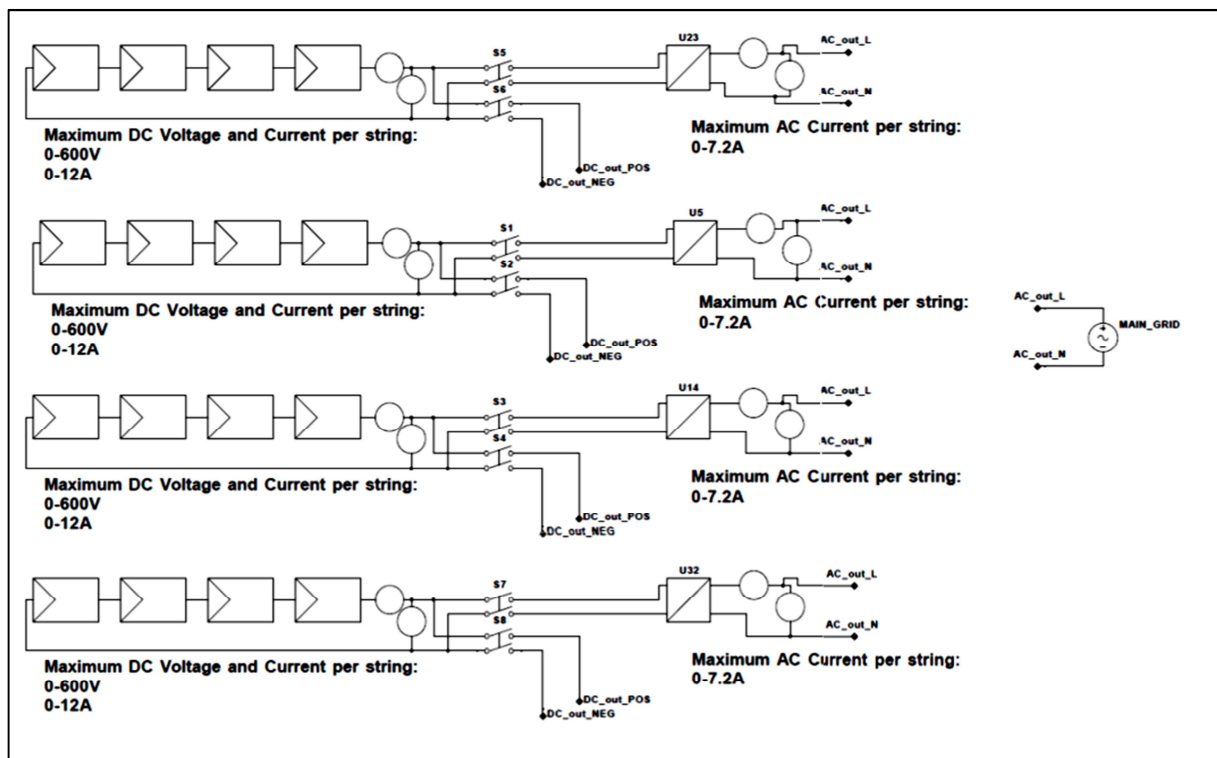 S5
S6
U23
AC_out_L
AC_out_N
Maximum DC Voltage and Current per string:
0-600V
0-12A
DC_out_POS
DC_out_NEG
Maximum AC Current per string:
0-7.2A
S1
S2
U5
AC_out_L
AC_out_N
Maximum DC Voltage and Current per string:
0-600V
0-12A
DC_out_POS
DC_out_NEG
Maximum AC Current per string:
0-7.2A
AC_out_L
MAIN_GRID
AC_out_N
S3
S4
U14
AC_out_L
AC_out_N
Maximum DC Voltage and Current per string:
0-600V
0-12A
DC_out_POS
DC_out_NEG
Maximum AC Current per string:
0-7.2A
S7
S8
U32
AC_out_L
AC_out_N
Maximum DC Voltage and Current per string:
0-600V
0-12A
DC_out_POS
DC_out_NEG
Maximum AC Current per string:
0-7.2A